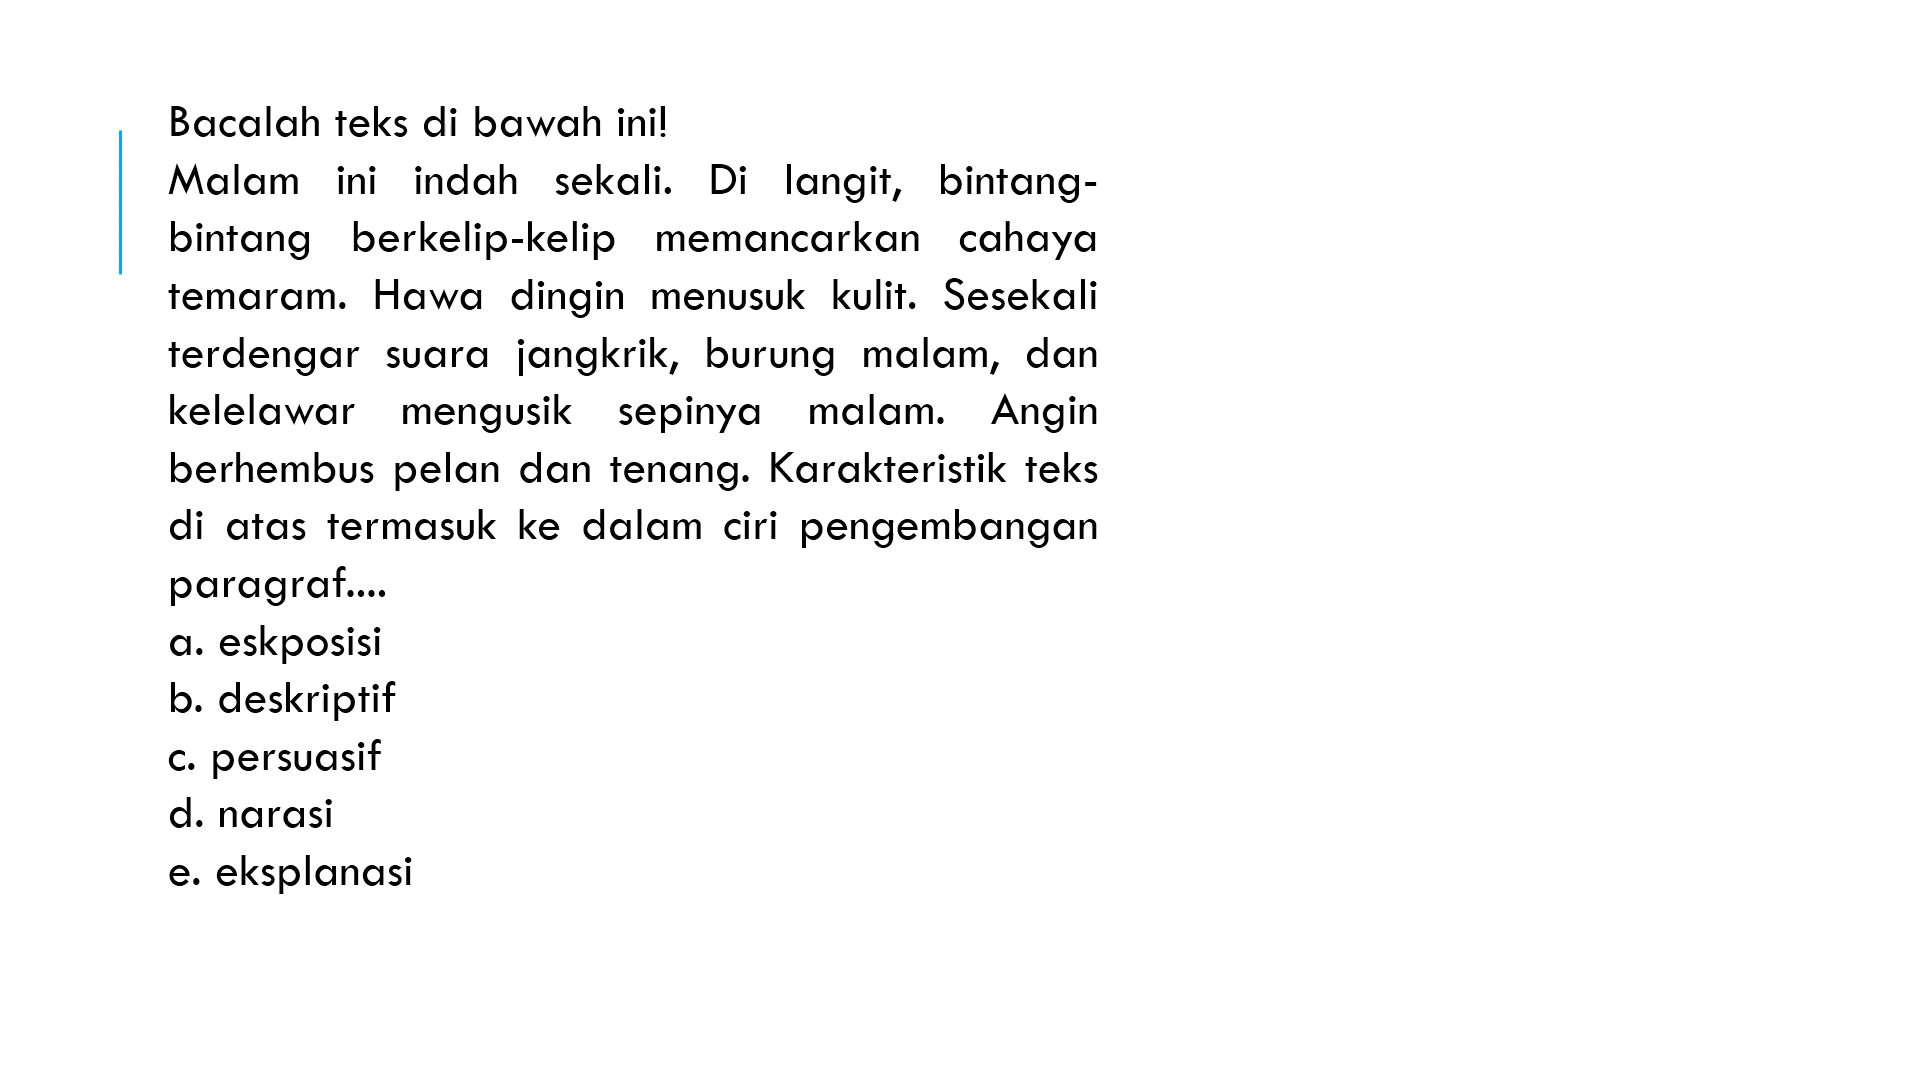 Bacalah teks di bawah ini!
Malam ini indah sekali. Di langit, bintang-
bintang berkelip-kelip memancarkan cahaya
temaram. Hawa dingin menusuk kulit. Sesekali
terdengar suara jangkrik, burung malam, dan
kelelawar mengusik sepinya malam. Angin
berhembus pelan dan tenang. Karakteristik teks
di atas termasuk ke dalam ciri pengembangan
paragraf....
a. eskposisi
b. deskriptif
c. persuasif
d. narasi
e. eksplanasi